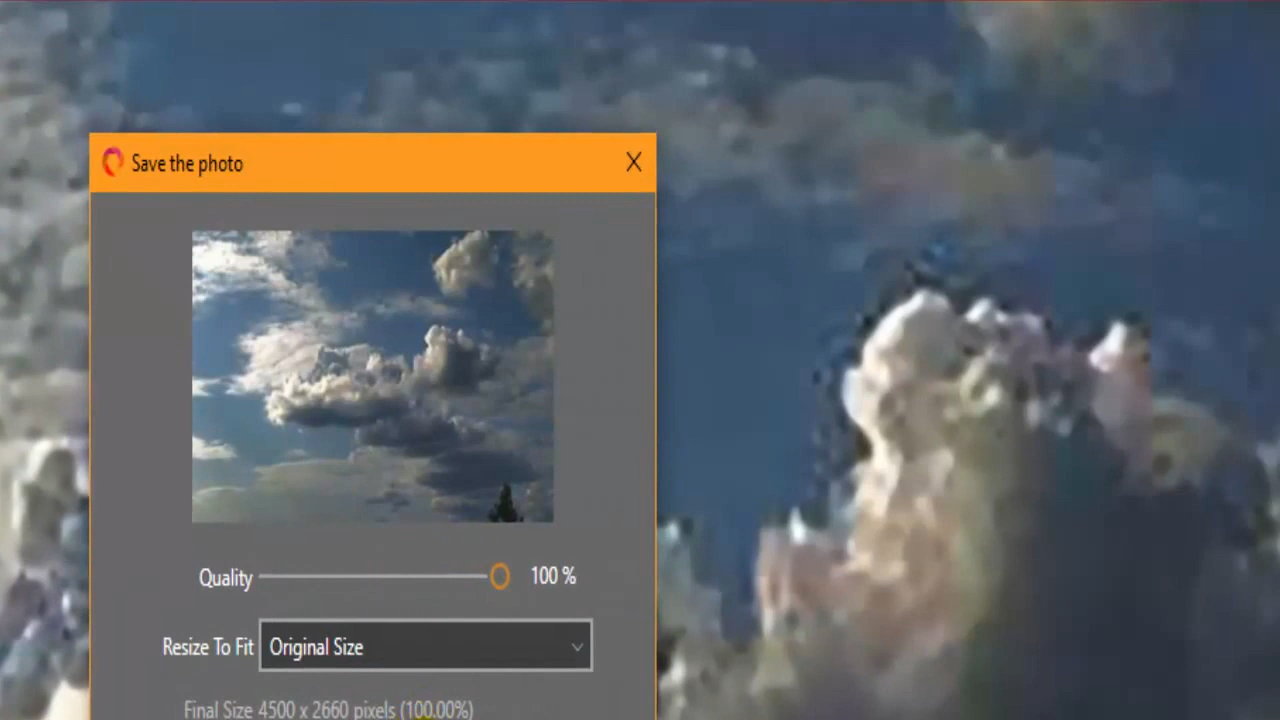 Save the photo
Quality 100 %
Resize To Fit Original Size
Final Size 4500 x 2660 pixels (100.00%)